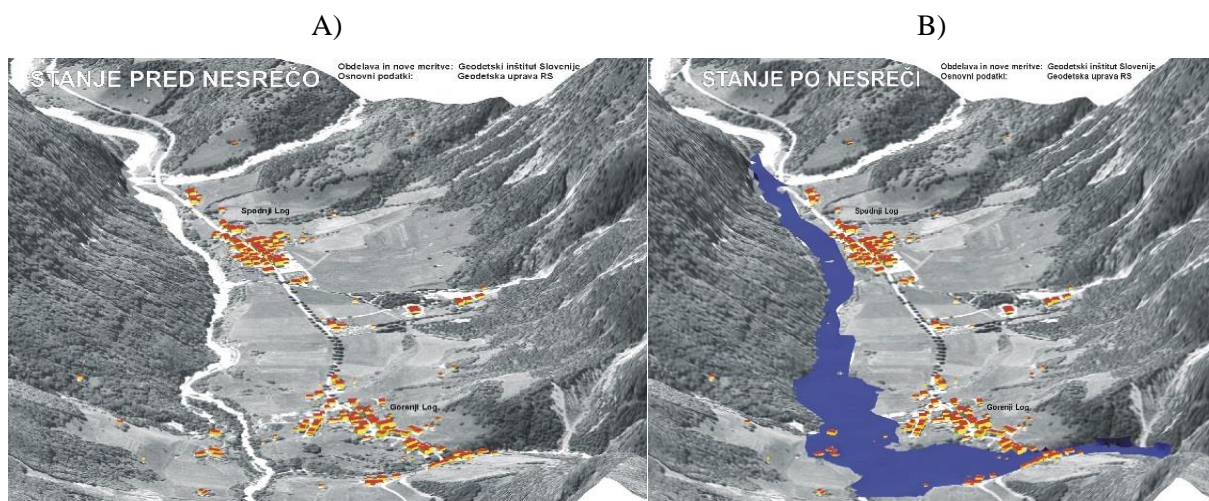 A)
B)
STANJE PRED NESREČO
Obdelava in nove meritve: Geodetski inštitut Slovenije
Osnovni podatki: Geodetska uprava RS
Spodnji Log
Gorenji Log
STANJE PO NESREČI
Obdelava in nove meritve: Geodetski inštitut Slovenije
Osnovni podatki: Geodetska uprava RS
Spodnji Log
Gorenji Log